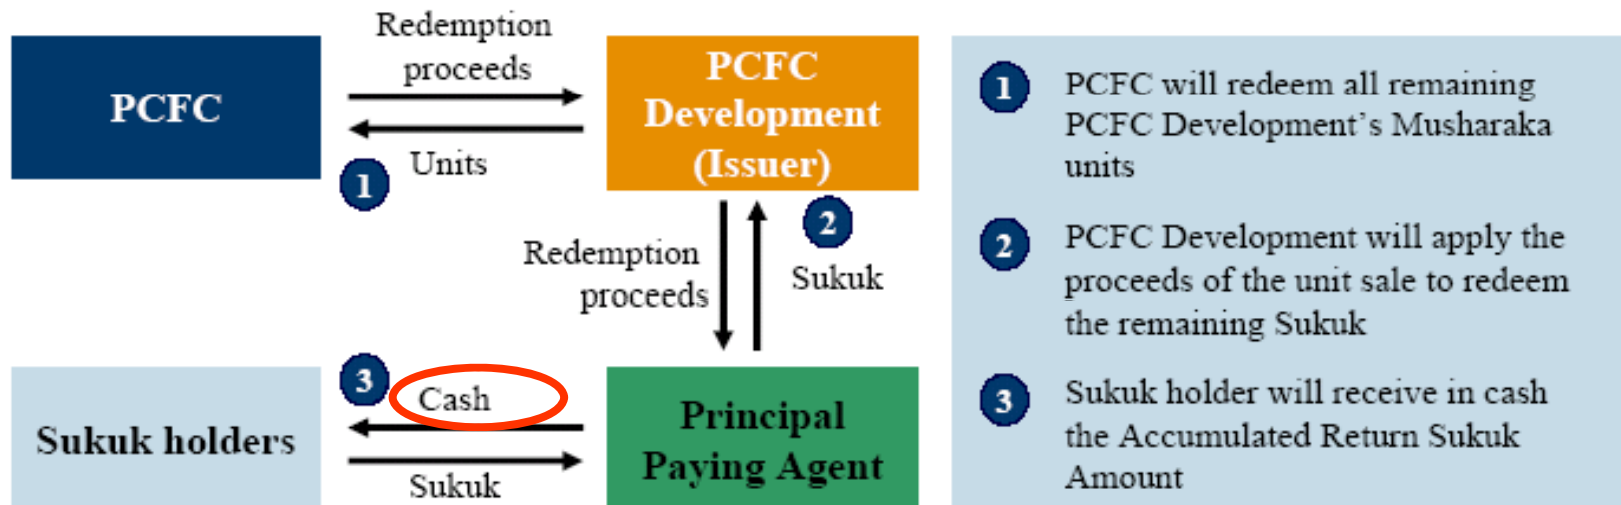 Redemption
proceeds
PCFC
Units
1
PCFC
Development
(Issuer)
2
Redemption
proceeds
Sukuk
3
Cash
Sukuk holders
Sukuk
Principal
Paying Agent
1
PCFC will redeem all remaining
PCFC Development's Musharaka
units
2
PCFC Development will apply the
proceeds of the unit sale to redeem
the remaining Sukuk
3
Sukuk holder will receive in cash
the Accumulated Return Sukuk
Amount